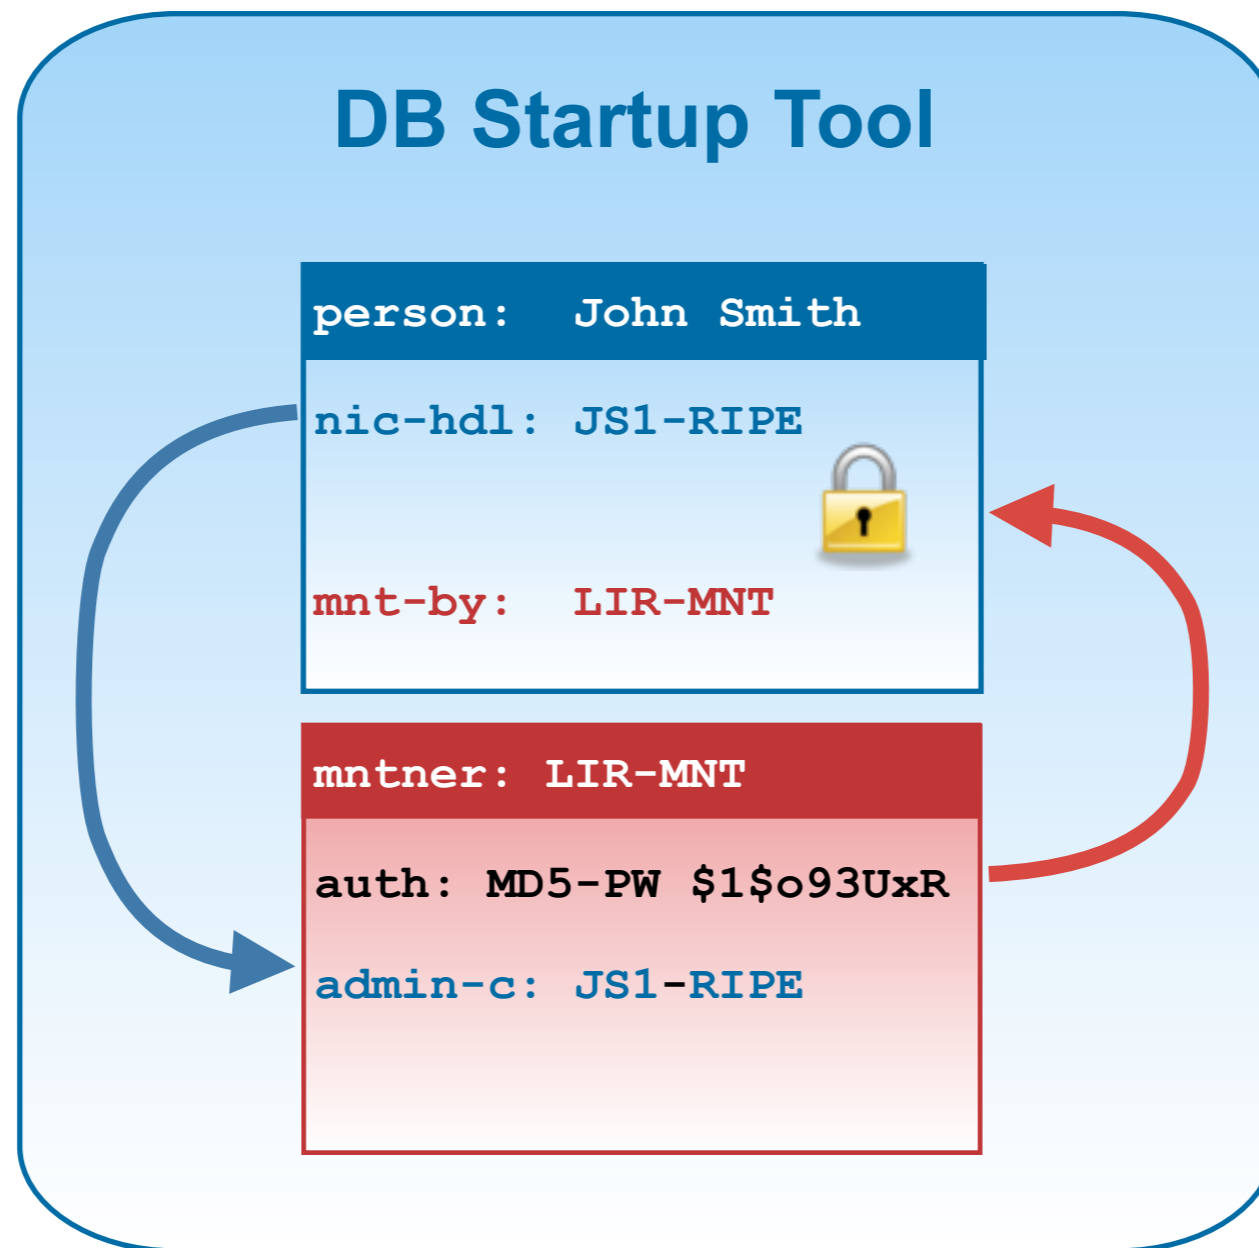 DB Startup Tool
person: John Smith
nic-hdl: JS1-RIPE
mnt-by: LIR-MNT
mntner: LIR-MNT
auth: MD5-PW $1$o93UxR
admin-c: JS1-RIPE